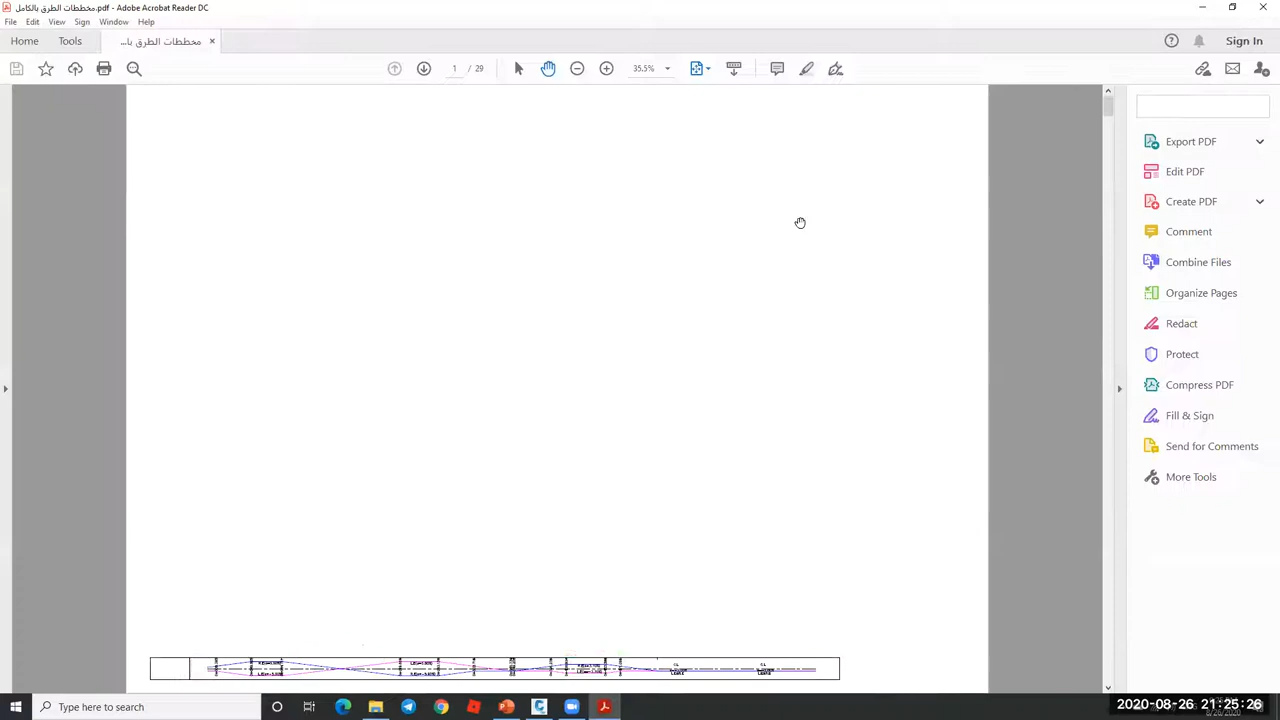 مخططات الطرق بالكامل.pdf - Adobe Acrobat Reader DC
File Edit View Sign Window Help
Home Tools مخططات الطرق با... × Sign In
1 / 29 35.5%
Export PDF
Edit PDF
Create PDF
Comment
Combine Files
Organize Pages
Redact
Protect
Compress PDF
Fill & Sign
Send for Comments
More Tools
Type here to search
2020-08-26 21:25:26